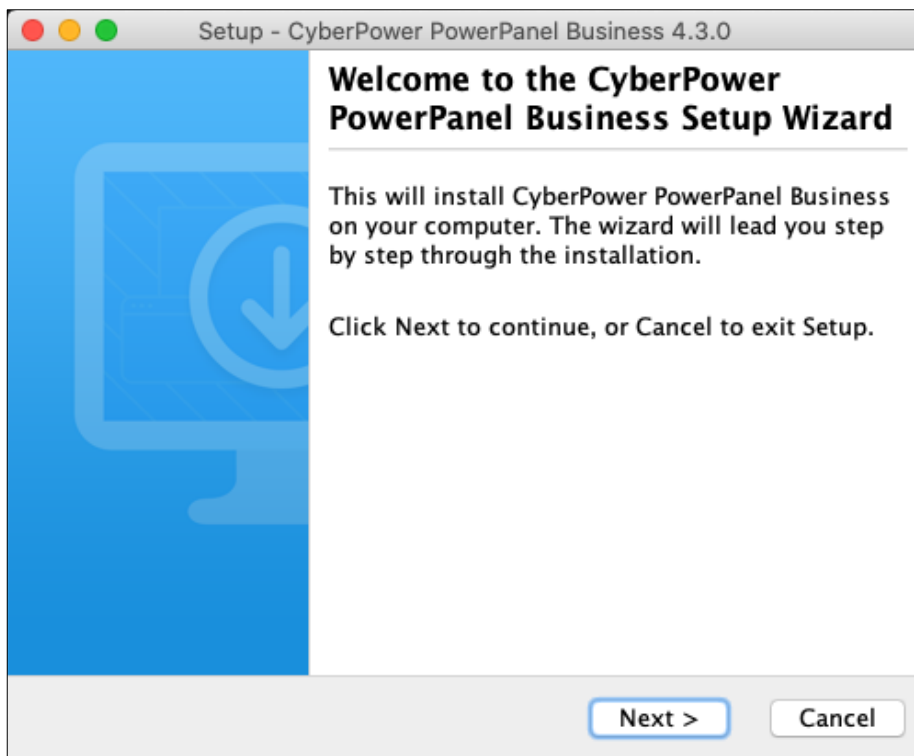 Setup - CyberPower PowerPanel Business 4.3.0
Welcome to the CyberPower
PowerPanel Business Setup Wizard
This will install CyberPower PowerPanel Business
on your computer. The wizard will lead you step
by step through the installation.
Click Next to continue, or Cancel to exit Setup.
Next >
Cancel